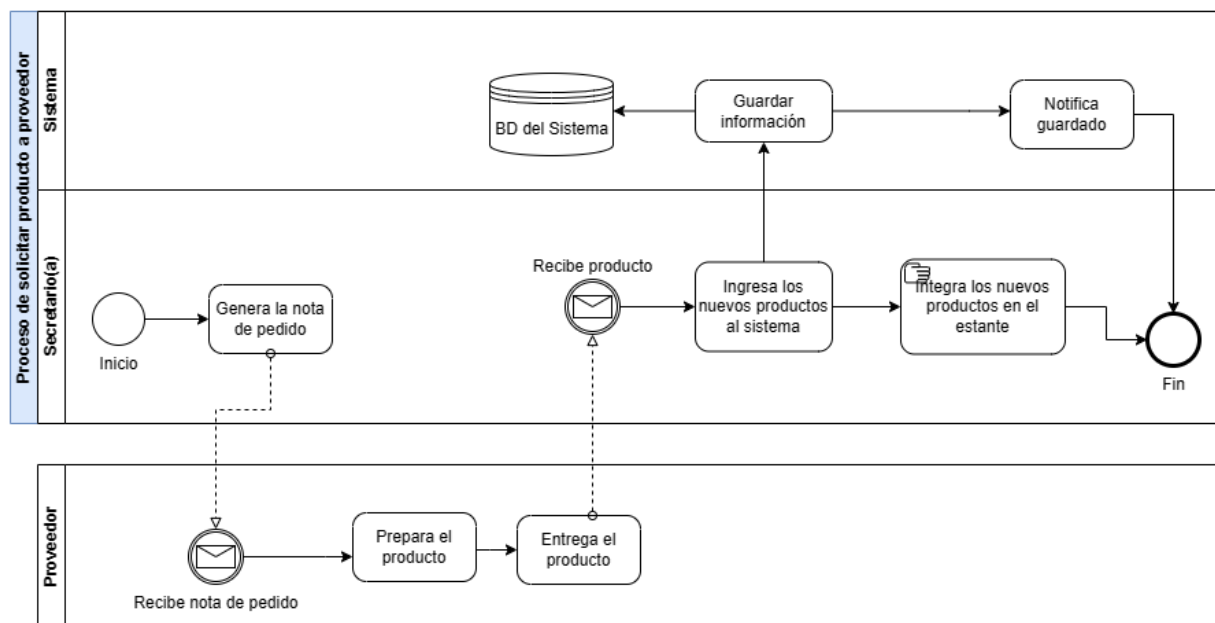 Proceso de solicitar producto a proveedor
Sistema
BD del Sistema
Guardar
información
Notifica
guardado
Secretario(a)
Inicio
Genera la nota
de pedido
Recibe producto
Ingresa los
nuevos productos
al sistema
Integra los nuevos
productos en el
estante
Fin
Proveedor
Recibe nota de pedido
Prepara el
producto
Entrega el
producto